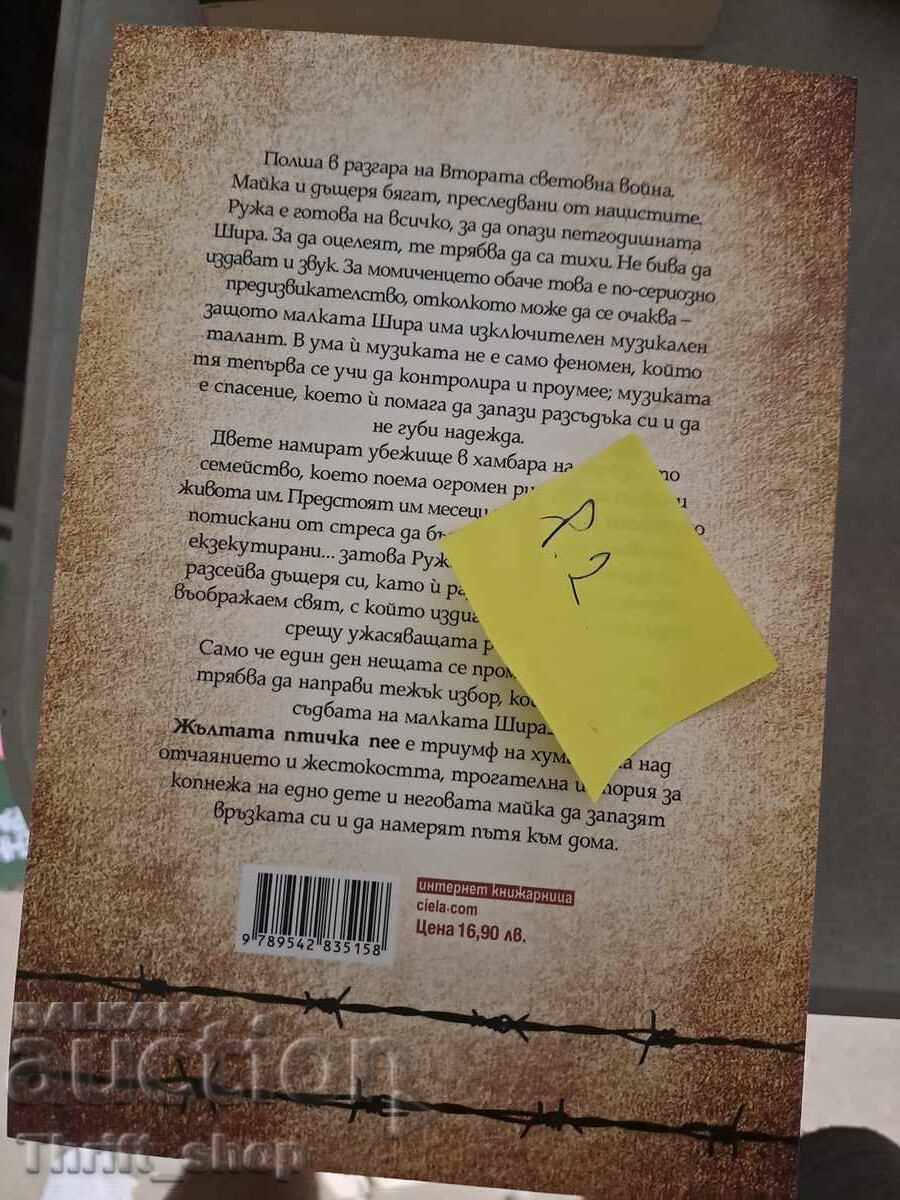 Полша в разгара на Втората световна война.
Майка и дъщеря бягат, преследвани от нацистите.
Ружа е готова на всичко, за да опази петгодишната
Шира. За да оцелеят, те трябва да са тихи. Не бива да
издават и звук. За момиченцето обаче това е по-сериозно
предизвикателство, отколкото може да се очаква –
защото малката Шира има изключителен музикален
талант. В ума ѝ музиката не е само феномен, който
тя тепърва се учи да контролира и проумее; музиката
е спасение, което ѝ помага да запази разсъдъка си и да
не губи надежда.
Двете намират убежище в хамбара на
семейство, което поема огромен
живота им. Предстоят им
потискани от стреса да
екзекутирани... затова
разсейва дъщеря си, като ѝ
въображаем свят, с който
срещу ужасяващата
Само че един ден нещата се
трябва да направи тежък избор,
съдбата на малката Шира
Жълтата птичка пее е триумф на над
отчаянието и жестокостта, трогателна за
копнежа на едно дете и неговата майка да запазят
връзката си и да намерят пътя към дома.
интернет книжарница
ciela.com
Цена 16,90 лв.
9 789542 835158
BALKAN
auction
Thrift_shop